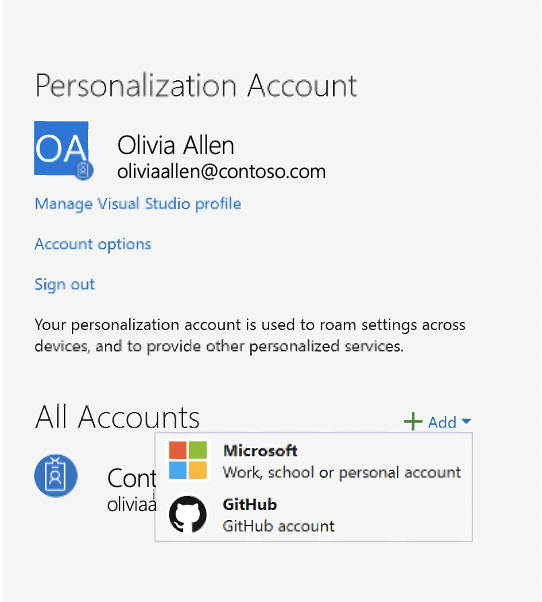 Personalization Account
OA
Olivia Allen
oliviaallen@contoso.com
Manage Visual Studio profile
Account options
Sign out
Your personalization account is used to roam settings across
devices, and to provide other personalized services.
All Accounts
Add
Microsoft
Work, school or personal account
GitHub
GitHub account